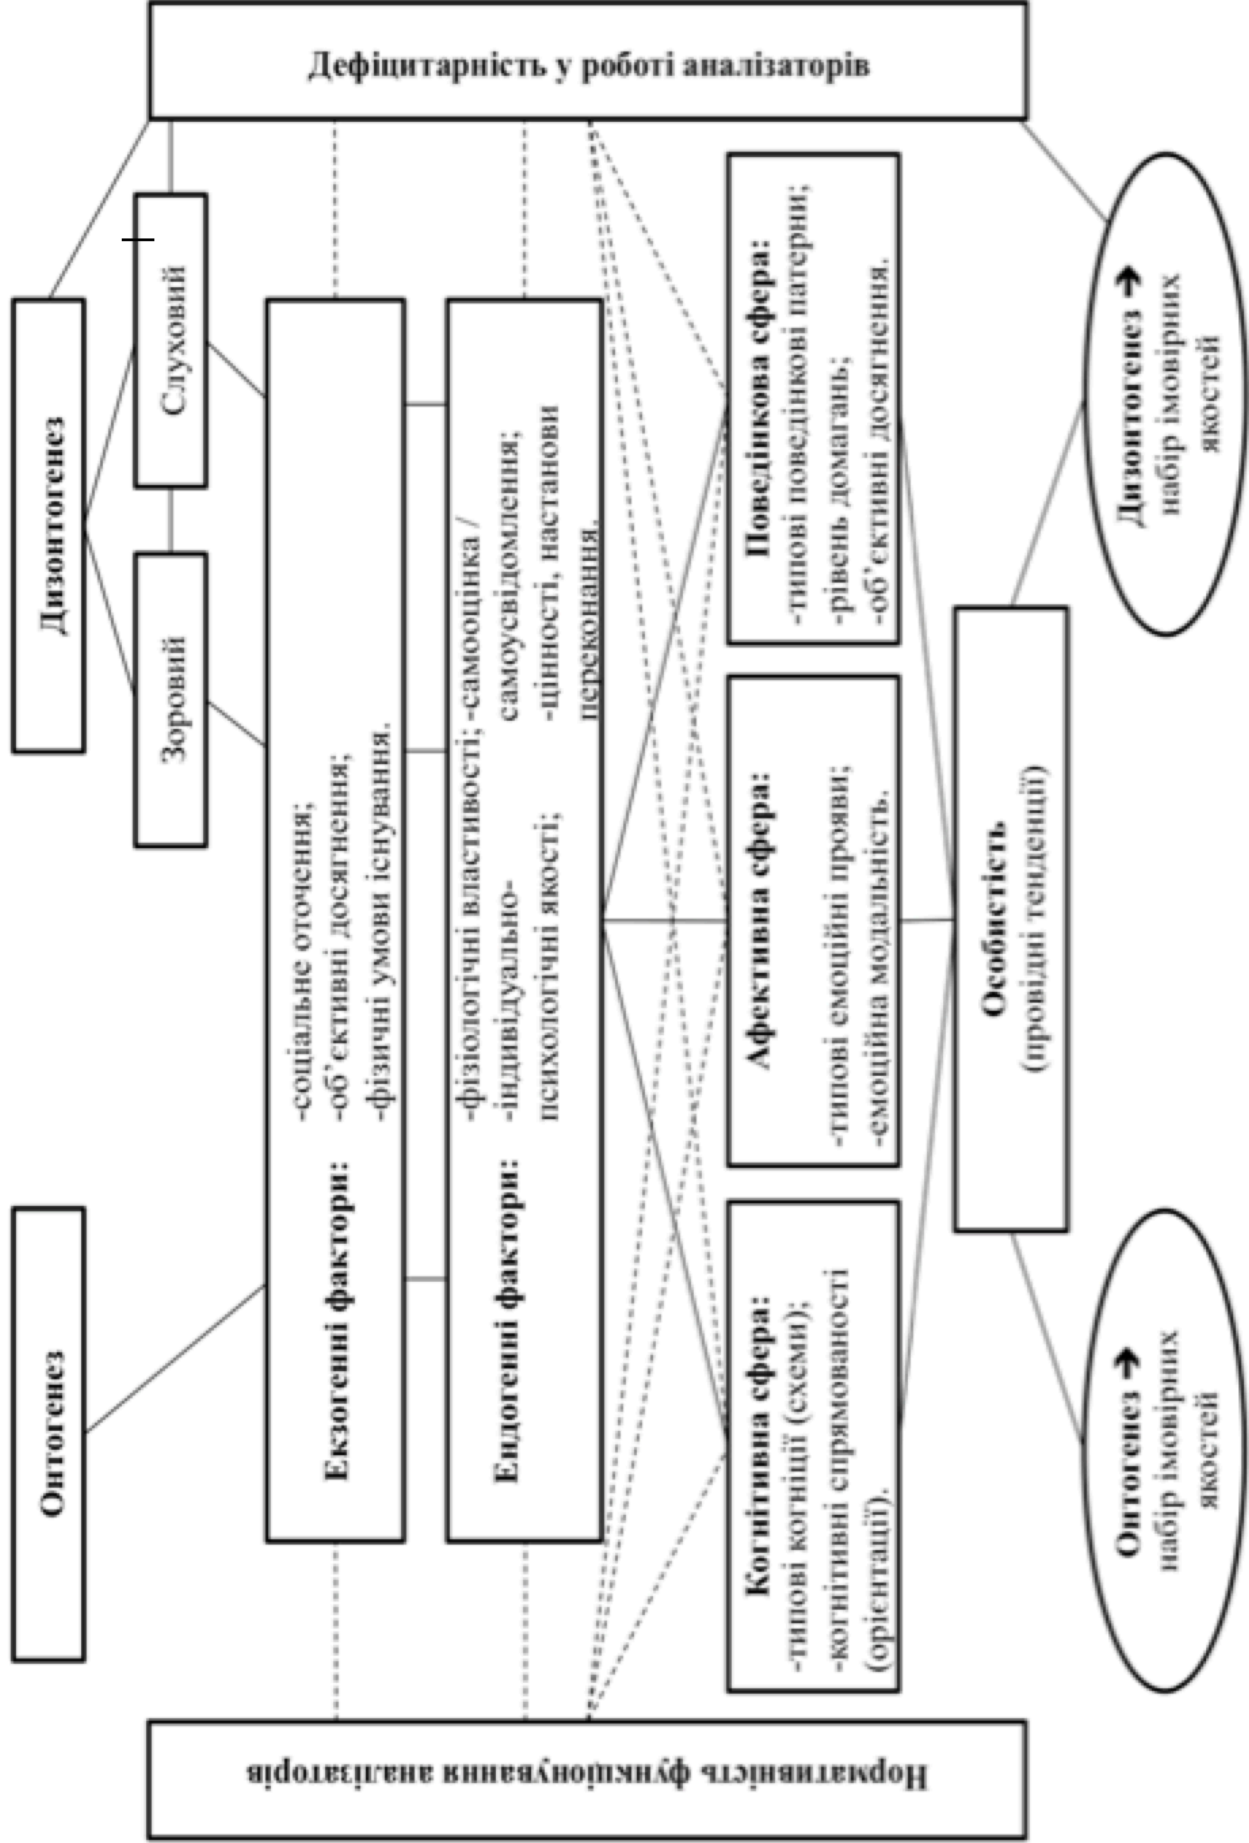 Онтогенез
Дизонтогенез
Зоровий
Слуховий
Нормативність функціонування аналізаторів
Дефіцитарність у роботі аналізаторів
Екзогенні фактори:
-соціальне оточення;
-об’єктивні досягнення;
-фізичні умови існування.
Ендогенні фактори:
-фізіологічні властивості;
-індивідуально-
психологічні якості;
-самооцінка /
самоусвідомлення;
-цінності, настанови
переконання.
Когнітивна сфера:
-типові когніції (схеми);
-когнітивні спрямованості
(орієнтації).
Афективна сфера:
-типові емоційні прояви;
-емоційна модальність.
Поведінкова сфера:
-типові поведінкові патерни;
-рівень домагань;
-об’єктивні досягнення.
Особистість
(провідні тенденції)
Онтогенез ➔
набір імовірних
якостей
Дизонтогенез ➔
набір імовірних
якостей